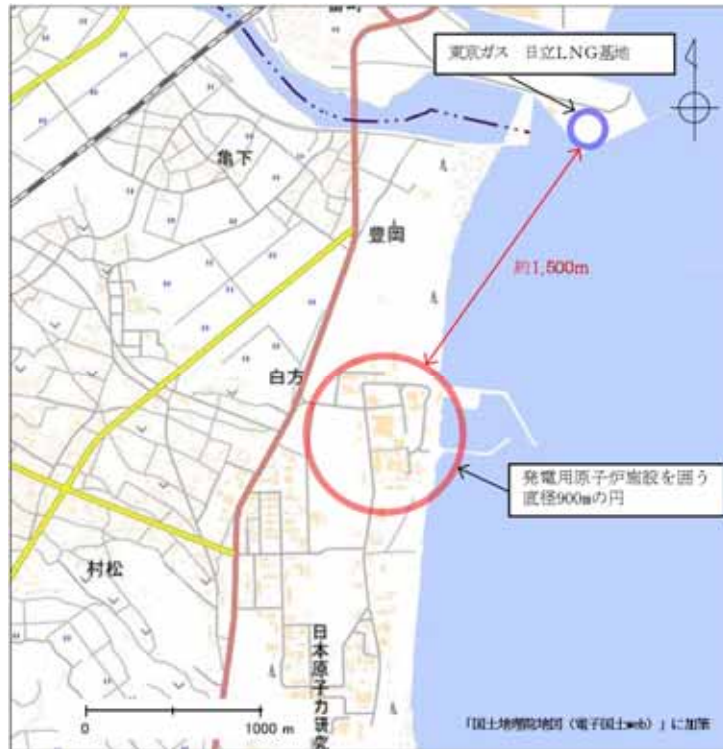 東京ガス 日立LNG基地
亀下
豊岡
約1,500m
白方
発電用原子炉施設を囲う
直径900mの円
村松
日本原子力研究
0 1000 m
「国土地理院地図（電子国土web）」に加筆